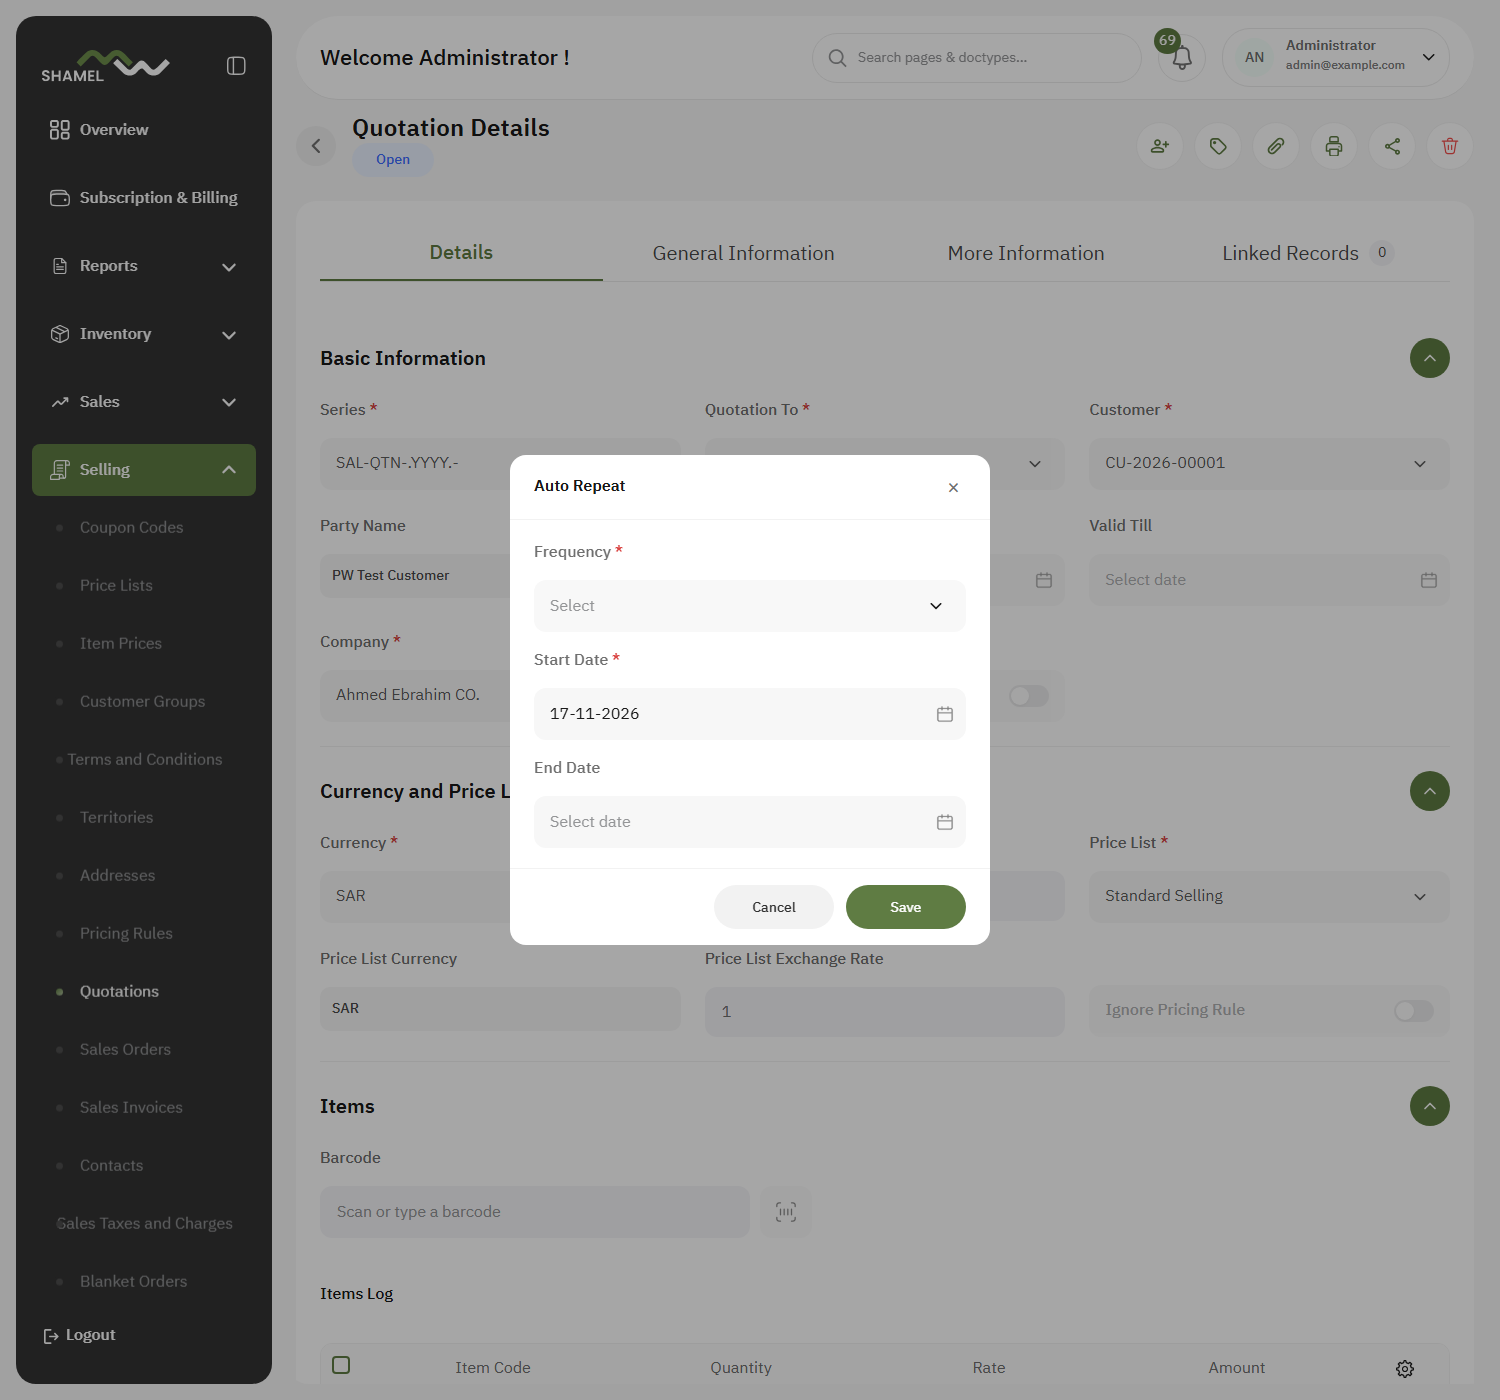 SHAMEL
Overview
Subscription & Billing
Reports
Inventory
Sales
Selling
Coupon Codes
Price Lists
Item Prices
Customer Groups
Terms and Conditions
Territories
Addresses
Pricing Rules
Quotations
Sales Orders
Sales Invoices
Contacts
Sales Taxes and Charges
Blanket Orders
Logout
Welcome Administrator !
Search pages & doctypes...
69
AN
Administrator
admin@example.com
Quotation Details
Open
Details
General Information
More Information
Linked Records 0
Basic Information
Series *
Quotation To *
Customer *
SAL-QTN-.YYYY.-
CU-2026-00001
Party Name
Valid Till
PW Test Customer
Select date
Company *
Ahmed Ebrahim CO.
Auto Repeat
Frequency *
Select
Start Date *
17-11-2026
End Date
Select date
Cancel
Save
Currency and Price L
Currency *
Price List *
SAR
Standard Selling
Price List Currency
Price List Exchange Rate
SAR
1
Ignore Pricing Rule
Items
Barcode
Scan or type a barcode
Items Log
Item Code
Quantity
Rate
Amount